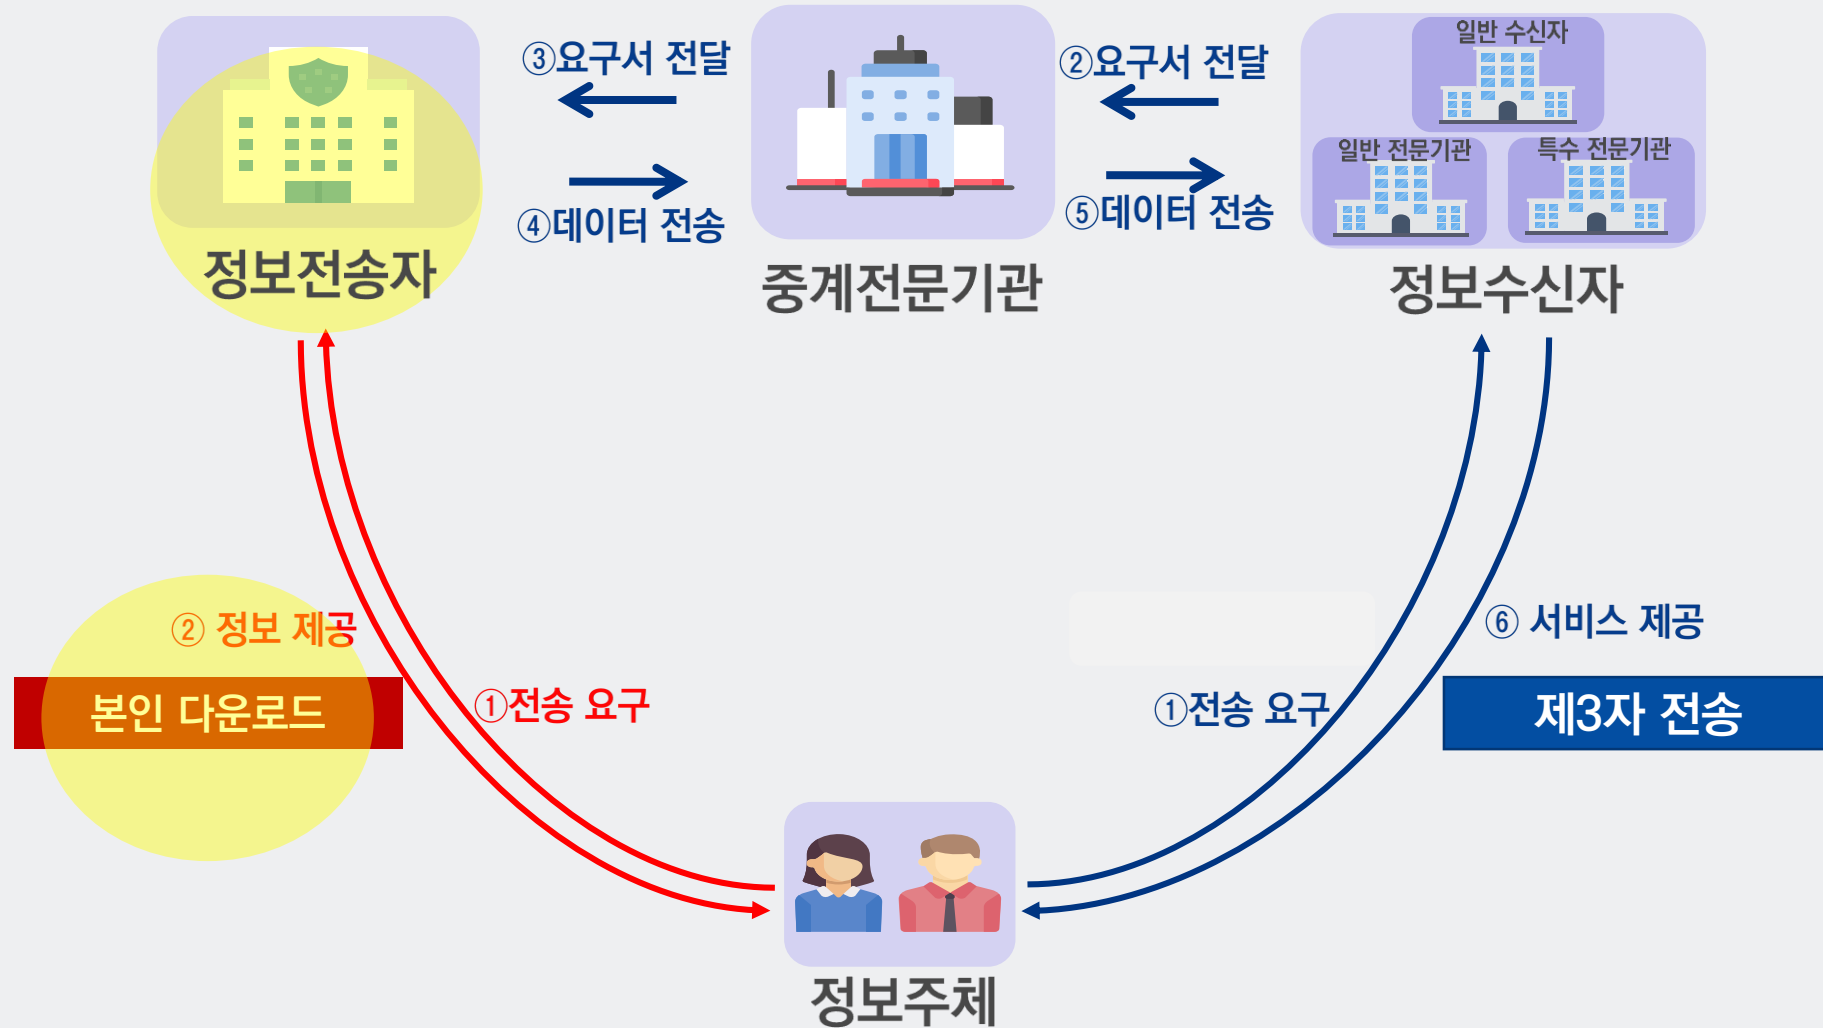 일반 수신자
③요구서 전달
②요구서 전달
일반 전문기관
특수 전문기관
④데이터 전송
⑤데이터 전송
정보전송자
중계전문기관
정보수신자
② 정보 제공
⑥ 서비스 제공
본인 다운로드
①전송 요구
①전송 요구
제3자 전송
정보주체